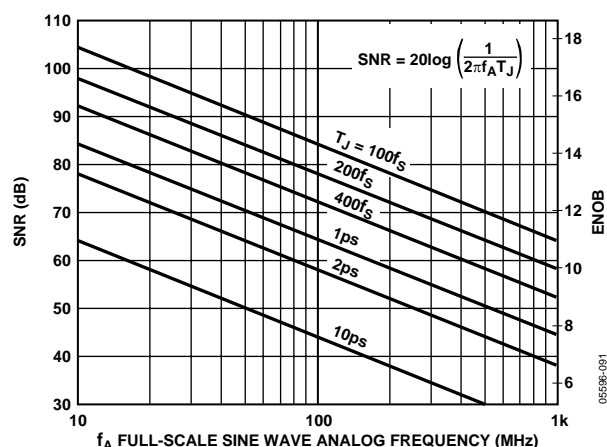 110
100
90
80
70
60
50
40
30
SNR (dB)
18
16
14
12
10
8
6
ENOB
SNR = 20log (1/2πfATJ)
TJ = 100fS
200fS
400fS
1ps
2ps
10ps
10
100
1k
fA FULL-SCALE SINE WAVE ANALOG FREQUENCY (MHz)
05596-091